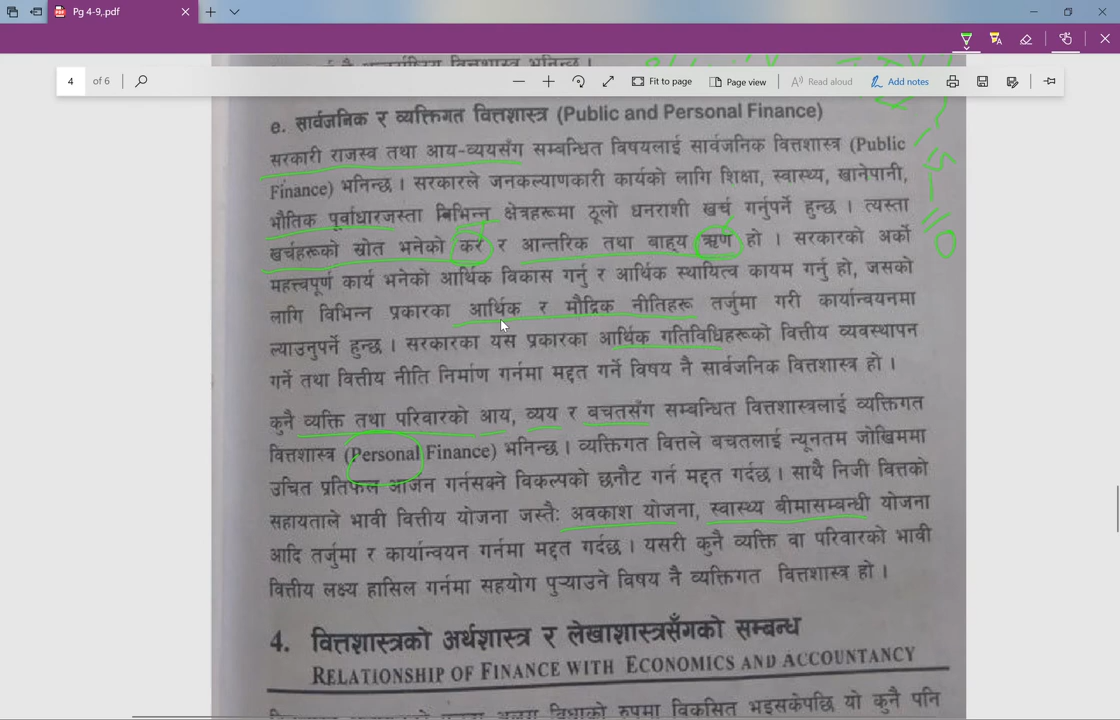 Pg 4-9,.pdf
4 of 6 Fit to page Page view Read aloud Add notes
e. सार्वजनिक र व्यक्तिगत वित्तशास्त्र (Public and Personal Finance)
सरकारी राजस्व तथा आय-व्ययसँग सम्बन्धित विषयलाई सार्वजनिक वित्तशास्त्र (Public
Finance) भनिन्छ । सरकारले जनकल्याणकारी कार्यको लागि शिक्षा, स्वास्थ्य, खानेपानी,
भौतिक पूर्वाधारजस्ता विभिन्न क्षेत्रहरूमा ठूलो धनराशी खर्च गर्नुपर्ने हुन्छ । त्यस्ता
खर्चहरूको स्रोत भनेको कर र आन्तरिक तथा बाह्य ऋण हो । सरकारको अर्को
महत्त्वपूर्ण कार्य भनेको आर्थिक विकास गर्नु र आर्थिक स्थायित्व कायम गर्नु हो, जसको
लागि विभिन्न प्रकारका आर्थिक र मौद्रिक नीतिहरू तर्जुमा गरी कार्यान्वयनमा
ल्याउनुपर्ने हुन्छ । सरकारका यस प्रकारका आर्थिक गतिविधिहरूको वित्तीय व्यवस्थापन
गर्ने तथा वित्तीय नीति निर्माण गर्नमा मद्दत गर्ने विषय नै सार्वजनिक वित्तशास्त्र हो ।
कुनै व्यक्ति तथा परिवारको आय, व्यय र बचतसँग सम्बन्धित वित्तशास्त्रलाई व्यक्तिगत
वित्तशास्त्र (Personal Finance) भनिन्छ । व्यक्तिगत वित्तले बचतलाई न्यूनतम जोखिममा
उचित प्रतिफल आर्जन गर्नसक्ने विकल्पको छनौट गर्न मद्दत गर्दछ । साथै निजी वित्तको
सहायताले भावी वित्तीय योजना जस्तैः अवकाश योजना, स्वास्थ्य बीमासम्बन्धी योजना
आदि तर्जुमा र कार्यान्वयन गर्नमा मद्दत गर्दछ । यसरी कुनै व्यक्ति वा परिवारको भावी
वित्तीय लक्ष्य हासिल गर्नमा सहयोग पुऱ्याउने विषय नै व्यक्तिगत वित्तशास्त्र हो ।
4. वित्तशास्त्रको अर्थशास्त्र र लेखाशास्त्रसँगको सम्बन्ध
RELATIONSHIP OF FINANCE WITH ECONOMICS AND ACCOUNTANCY